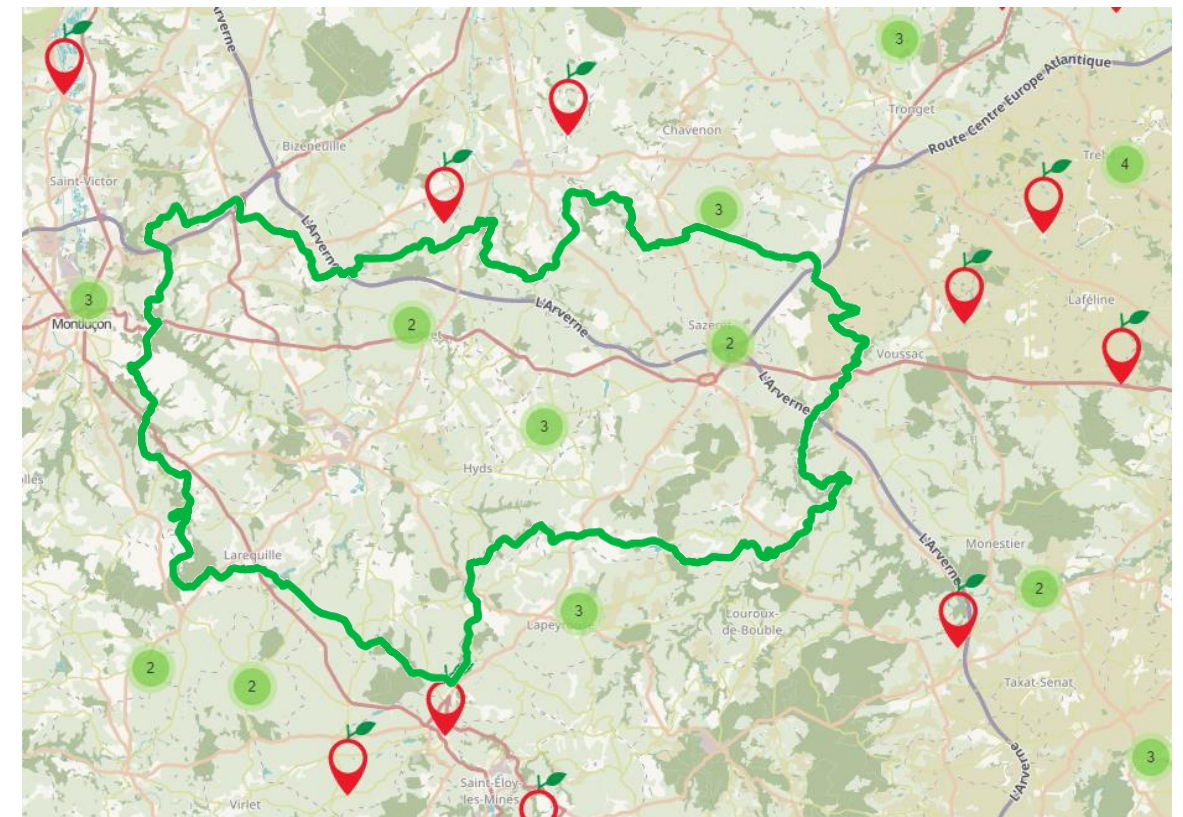 L'Arverne
3
Route Centre Europe Atlantique
Tronget
Chavenon
Bizeneuille
4
Saint-Victor
3
L'Arverne
3
Laféline
Montluçon
2
L'Arverne
2
Voussac
L'Arverne
3
Hyds
L'Arverne
Monestier
Larequille
2
3
Louroux-
de-Bouble
2
2
Taxat-Senat
L'Arverne
3
Saint-Éloy-
les-Mines
Virlet